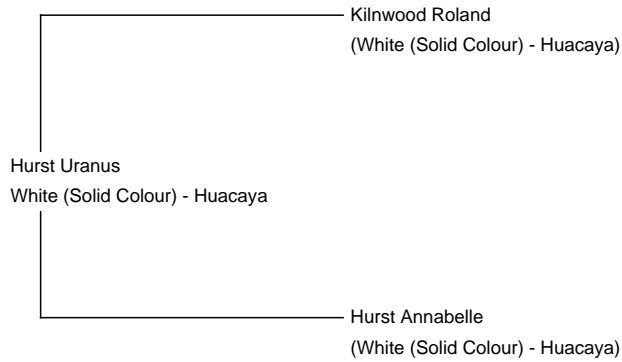 Kilnwood Roland
(White (Solid Colour) - Huacaya)
Hurst Uranus
White (Solid Colour) - Huacaya
Hurst Annabelle
(White (Solid Colour) - Huacaya)